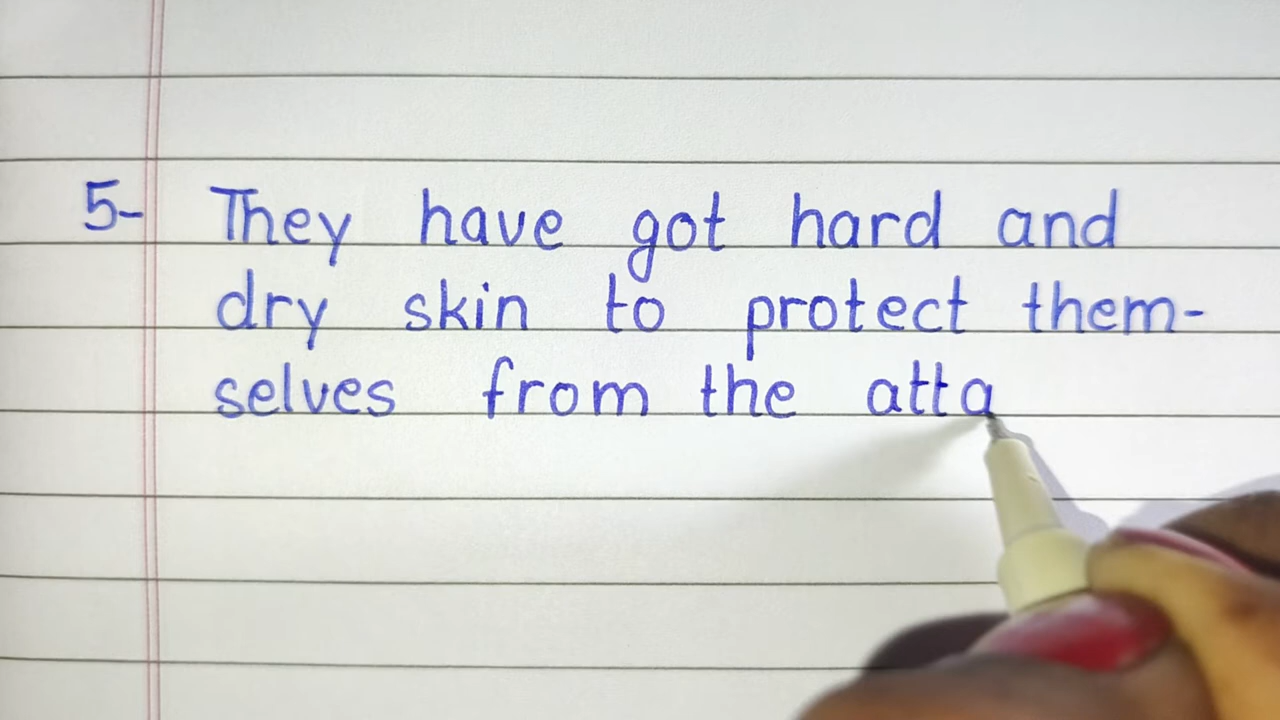 5- They have got hard and
dry skin to protect them-
selves from the atta